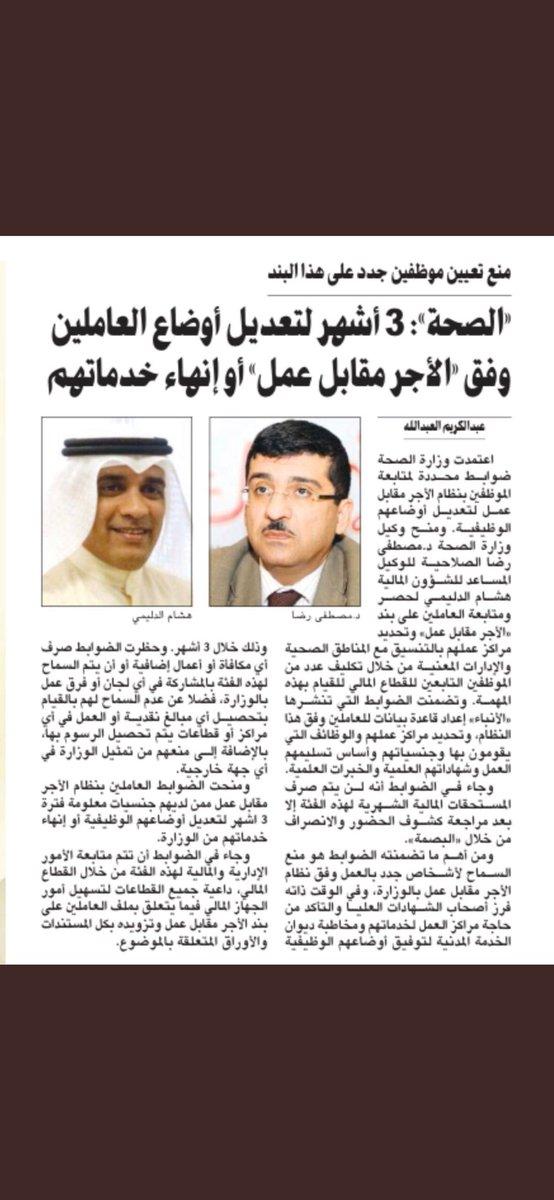 منع تعيين موظفين جدد على هذا البند
«الصحة»: 3 أشهر لتعديل أوضاع العاملين
وفق «الأجر مقابل عمل» أو إنهاء خدماتهم
عبدالكريم العبدالله
اعتمدت وزارة الصحة
ضوابط محددة لمتابعة
الموظفين بنظام الأجر مقابل
عمل لتعديل أوضاعهم
الوظيفية. ومنح وكيل
وزارة الصحة د.مصطفى
رضا الصلاحية للوكيل
المساعد للشؤون المالية
هشام الدليمي لحصر
ومتابعة العاملين على بند
«الأجر مقابل عمل» وتحديد
مراكز عملهم بالتنسيق مع المناطق الصحية
والإدارات المعنية من خلال تكليف عدد من
الموظفين التابعين للقطاع المالي للقيام بهذه
المهمة. وتضمنت الضوابط التي تنشرها
«الأنباء» إعداد قاعدة بيانات للعاملين وفق هذا
النظام، وتحديد مراكز عملهم والوظائف التي
يقومون بها وجنسياتهم وأساس تسليمهم
العمل وشهاداتهم العلمية والخبرات العلمية.
وجاء في الضوابط أنه لن يتم صرف
المستحقات المالية الشهرية لهذه الفئة إلا
بعد مراجعة كشوف الحضور والانصراف
من خلال «البصمة».
ومن أهم ما تضمنته الضوابط هو منع
السماح لأشخاص جدد بالعمل وفق نظام
الأجر مقابل عمل بالوزارة، وفي الوقت ذاته
فرز أصحاب الشهادات العليا والتأكد من
حاجة مراكز العمل لخدماتهم ومخاطبة ديوان
الخدمة المدنية لتوفيق أوضاعهم الوظيفية
د.مصطفى رضا
هشام الدليمي
وذلك خلال 3 أشهر. وحظرت الضوابط صرف
أي مكافأة أو أعمال إضافية أو أن يتم السماح
لهذه الفئة بالمشاركة في أي لجان أو فرق عمل
بالوزارة، فضلا عن عدم السماح لهم بالقيام
بتحصيل أي مبالغ نقدية أو العمل في أي
مراكز أو قطاعات يتم تحصيل الرسوم بها،
بالإضافة إلى منعهم من تمثيل الوزارة في
أي جهة خارجية.
ومنحت الضوابط العاملين بنظام الأجر
مقابل عمل ممن لديهم جنسيات معلومة فترة
3 أشهر لتعديل أوضاعهم الوظيفية أو إنهاء
خدماتهم من الوزارة.
وجاء في الضوابط أن تتم متابعة الأمور
الإدارية والمالية لهذه الفئة من خلال القطاع
المالي، داعية جميع القطاعات لتسهيل أمور
الجهاز المالي فيما يتعلق بملف العاملين على
بند الأجر مقابل عمل وتزويده بكل المستندات
والأوراق المتعلقة بالموضوع.